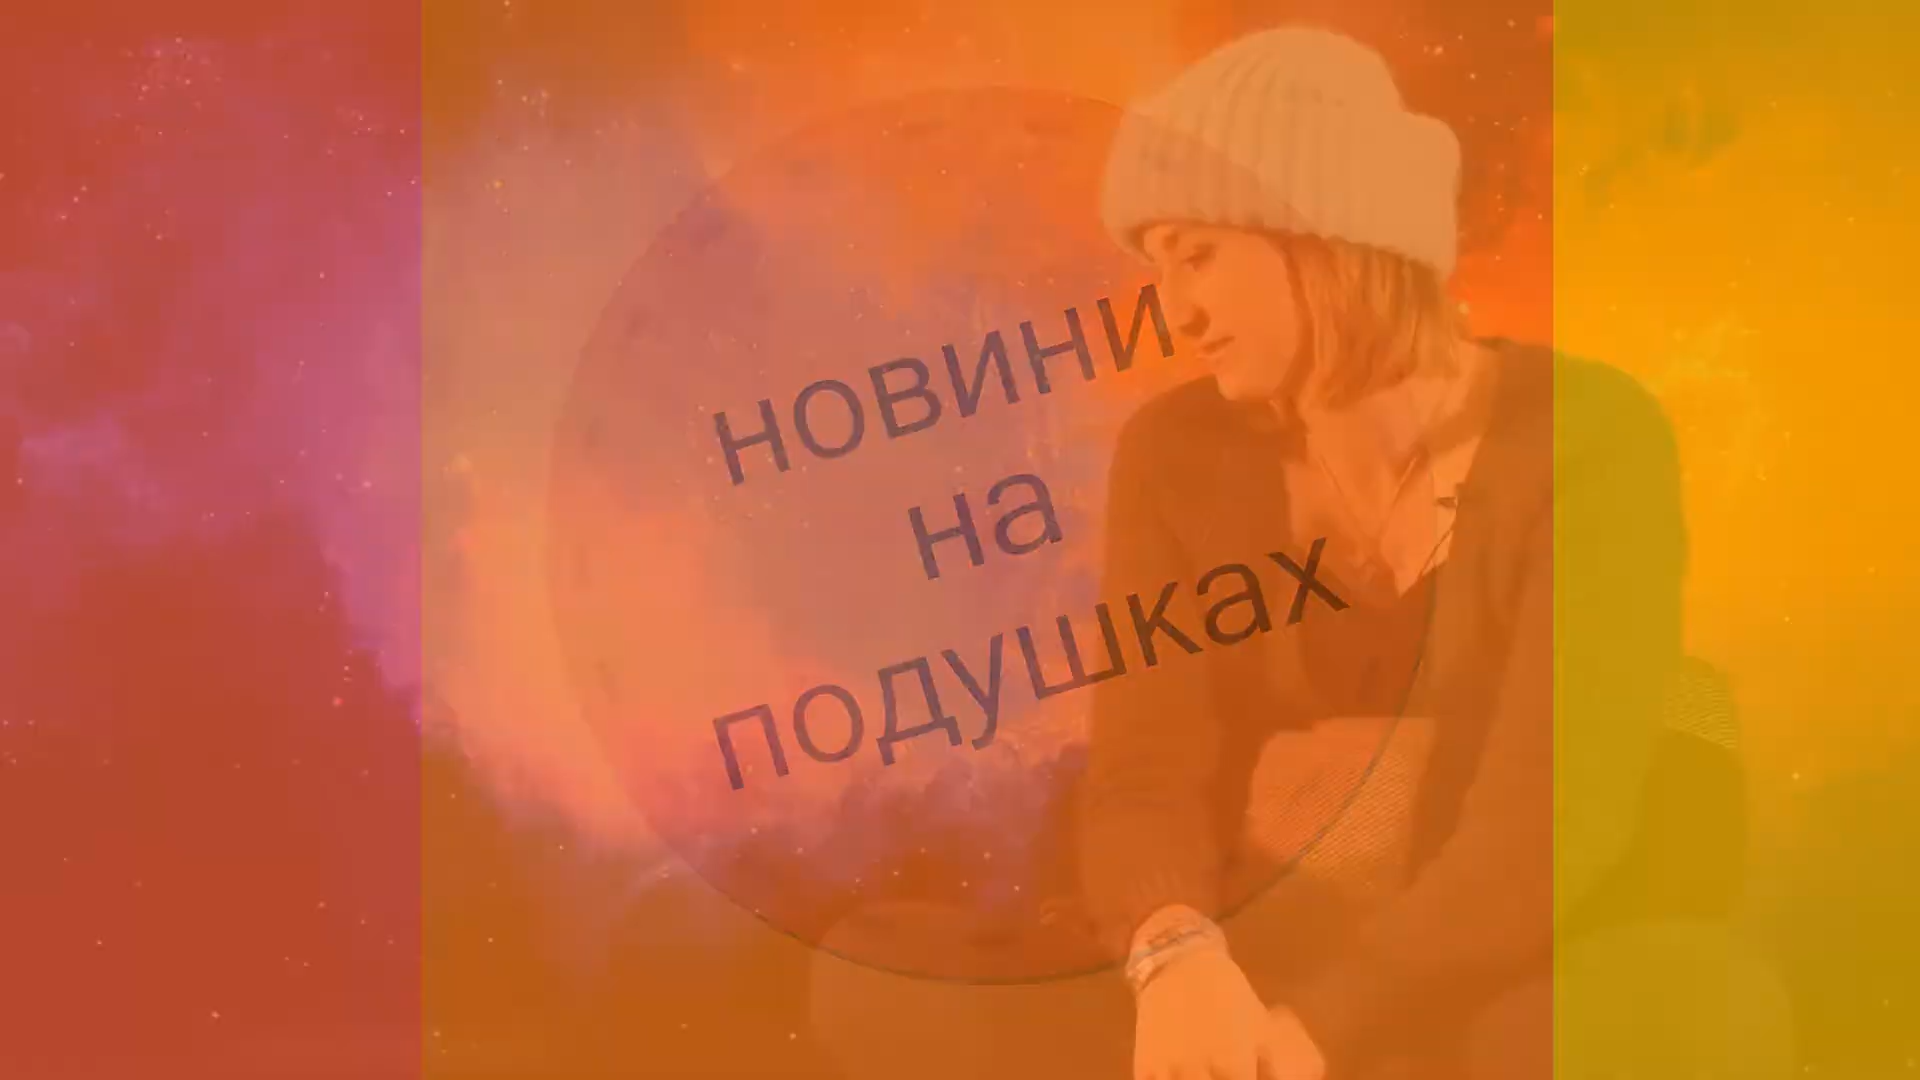 новини
на
подушках